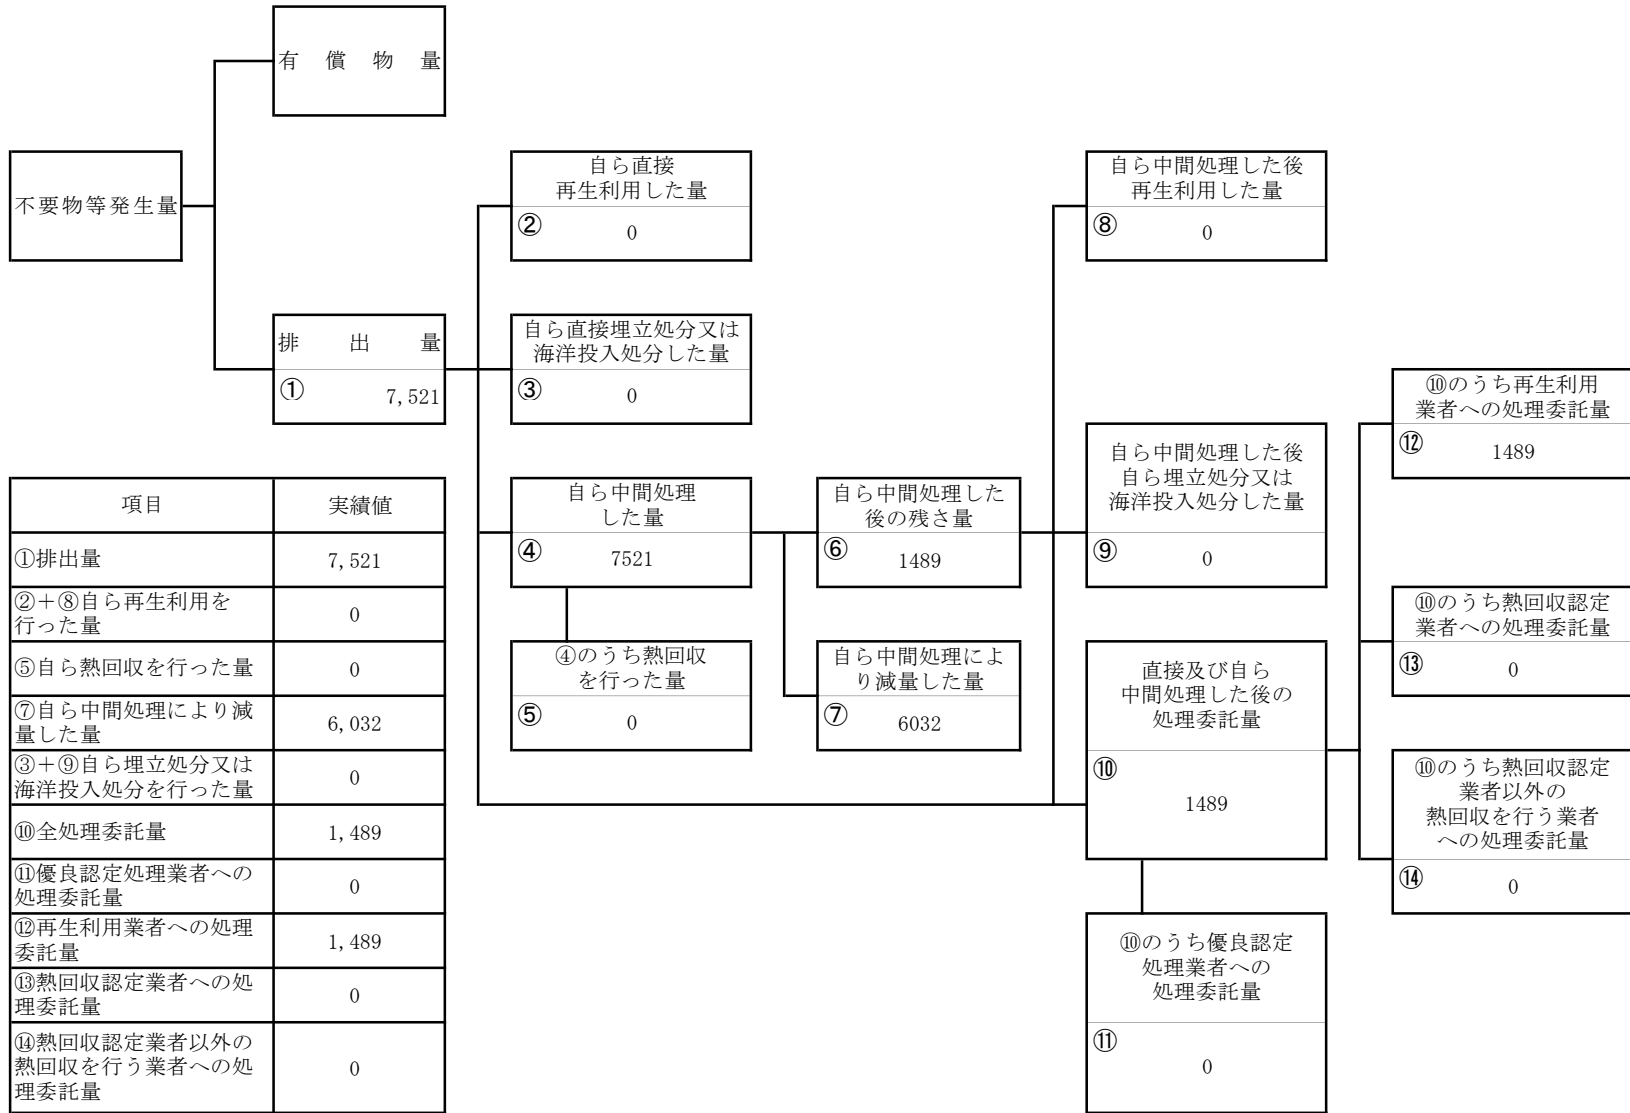 有償物量
不要物等発生量
排出量
① 7,521
自ら直接
再生利用した量
② 0
自ら直接埋立処分又は
海洋投入処分した量
③ 0
自ら中間処理
した量
④ 7521
④のうち熱回収
を行った量
⑤ 0
自ら中間処理した
後の残さ量
⑥ 1489
自ら中間処理によ
り減量した量
⑦ 6032
自ら中間処理した後
再生利用した量
⑧ 0
自ら中間処理した後
自ら埋立処分又は
海洋投入処分した量
⑨ 0
直接及び自ら
中間処理した後の
処理委託量
⑩
1489
⑩のうち優良認定
処理業者への
処理委託量
⑪
0
⑩のうち再生利用
業者への処理委託量
⑫ 1489
⑩のうち熱回収認定
業者への処理委託量
⑬ 0
⑩のうち熱回収認定
業者以外の
熱回収を行う業者
への処理委託量
⑭ 0
項目 実績値
①排出量 7,521
②+⑧自ら再生利用を
行った量 0
⑤自ら熱回収を行った量 0
⑦自ら中間処理により減
量した量 6,032
③+⑨自ら埋立処分又は
海洋投入処分を行った量 0
⑩全処理委託量 1,489
⑪優良認定処理業者への
処理委託量 0
⑫再生利用業者への処理
委託量 1,489
⑬熱回収認定業者への処
理委託量 0
⑭熱回収認定業者以外の
熱回収を行う業者への処
理委託量 0